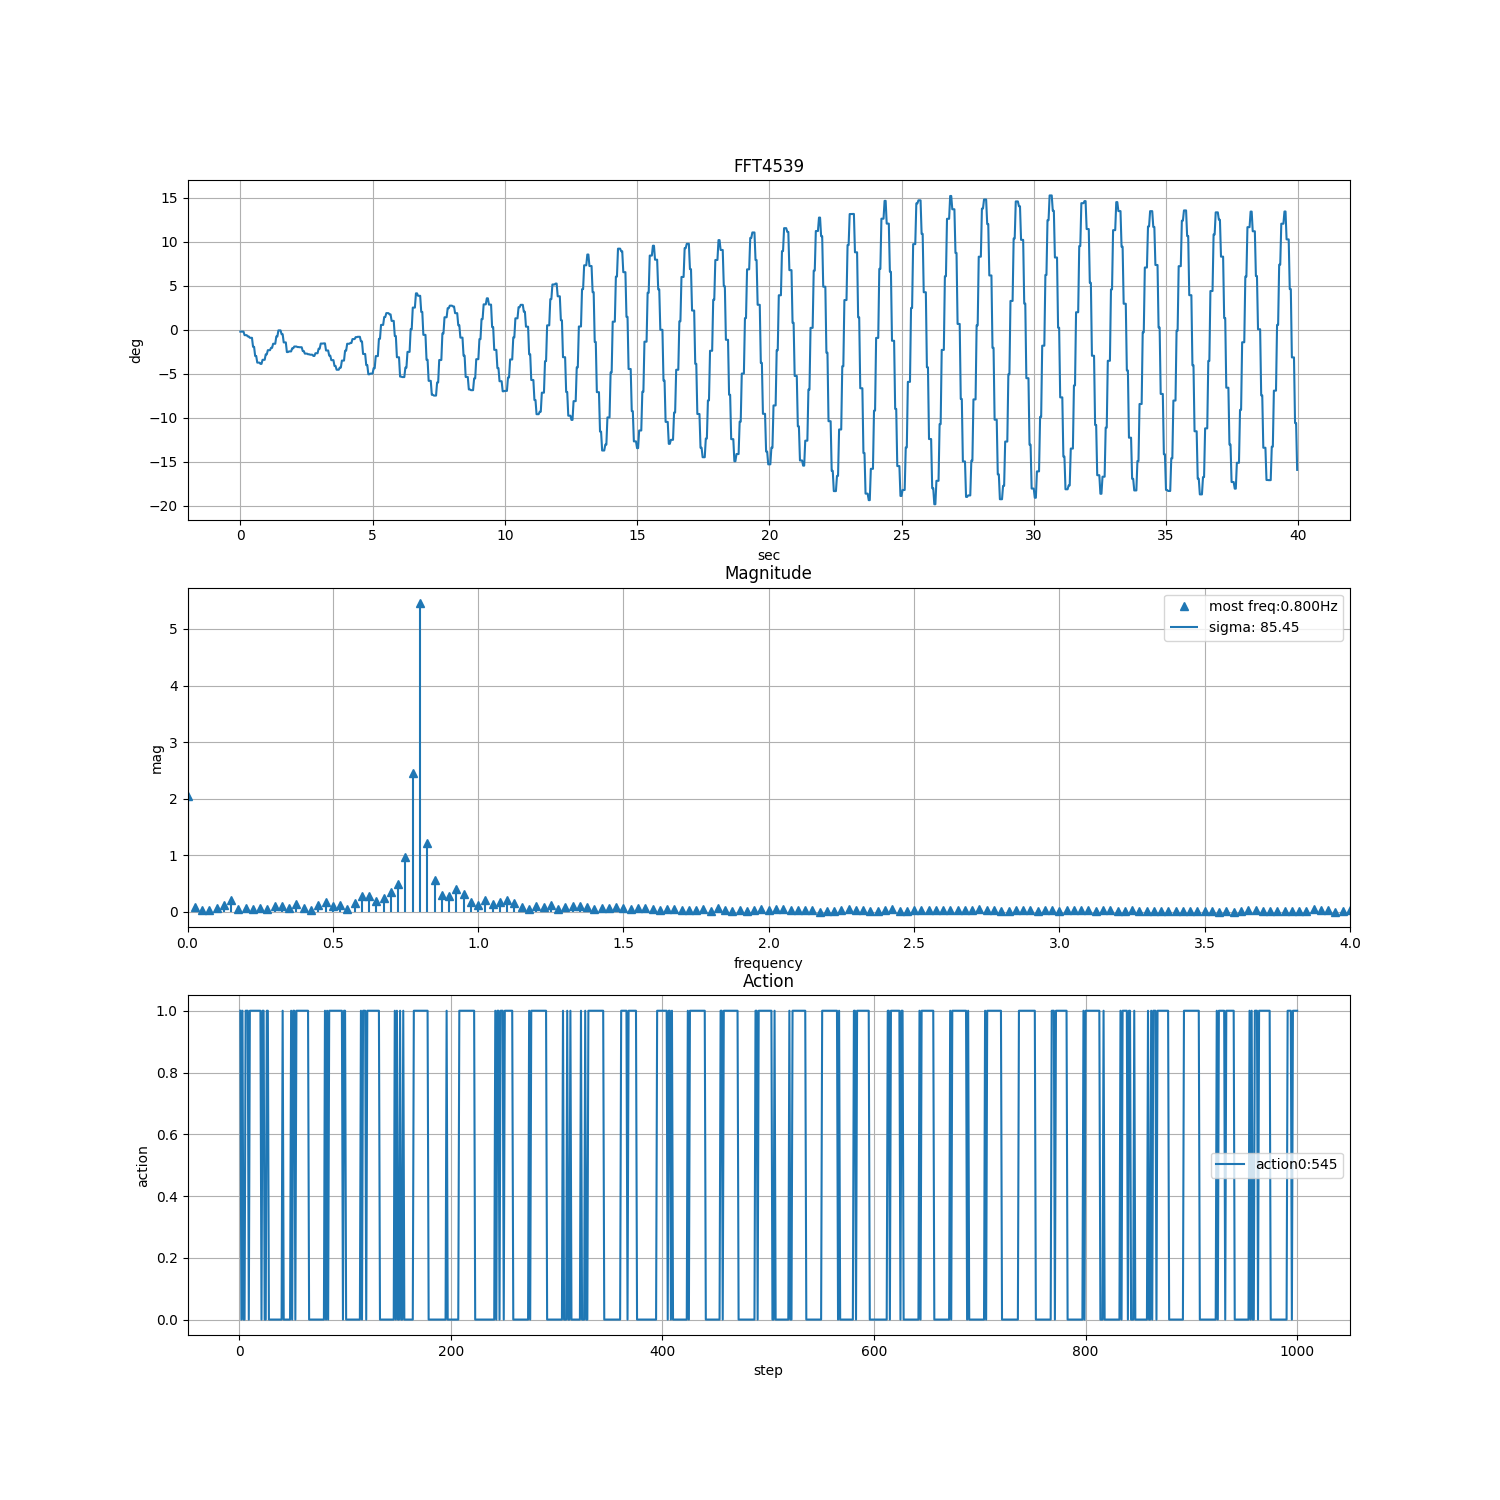 FFT4539
15
10
5
0
−5
−10
−15
−20
deg
0 5 10 15 20 25 30 35 40
sec
Magnitude
most freq:0.800Hz
sigma: 85.45
5
4
3
2
1
0
mag
0.0 0.5 1.0 1.5 2.0 2.5 3.0 3.5 4.0
frequency
Action
1.0
0.8
0.6
0.4
0.2
0.0
action
action0:545
0 200 400 600 800 1000
step